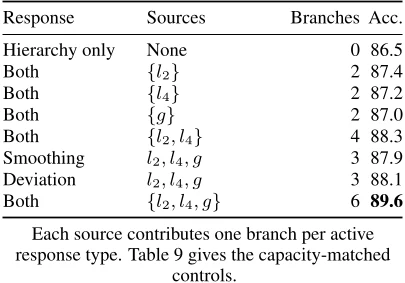 Response Sources Branches Acc.
Hierarchy only None 0 86.5
Both {l₂} 2 87.4
Both {l₄} 2 87.2
Both {g} 2 87.0
Both {l₂, l₄} 4 88.3
Smoothing l₂, l₄, g 3 87.9
Deviation l₂, l₄, g 3 88.1
Both {l₂, l₄, g} 6 89.6
Each source contributes one branch per active
response type. Table 9 gives the capacity-matched
controls.